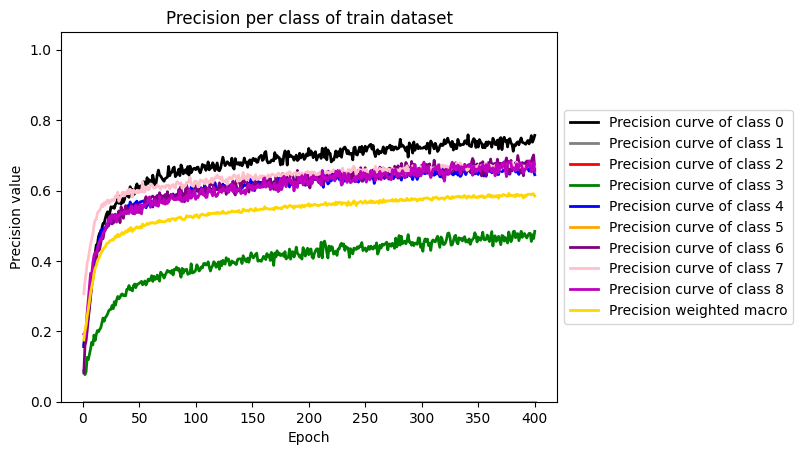 Precision per class of train dataset
1.0
0.8
0.6
0.4
0.2
0.0
Precision value
0 50 100 150 200 250 300 350 400
Epoch
Precision curve of class 0
Precision curve of class 1
Precision curve of class 2
Precision curve of class 3
Precision curve of class 4
Precision curve of class 5
Precision curve of class 6
Precision curve of class 7
Precision curve of class 8
Precision weighted macro